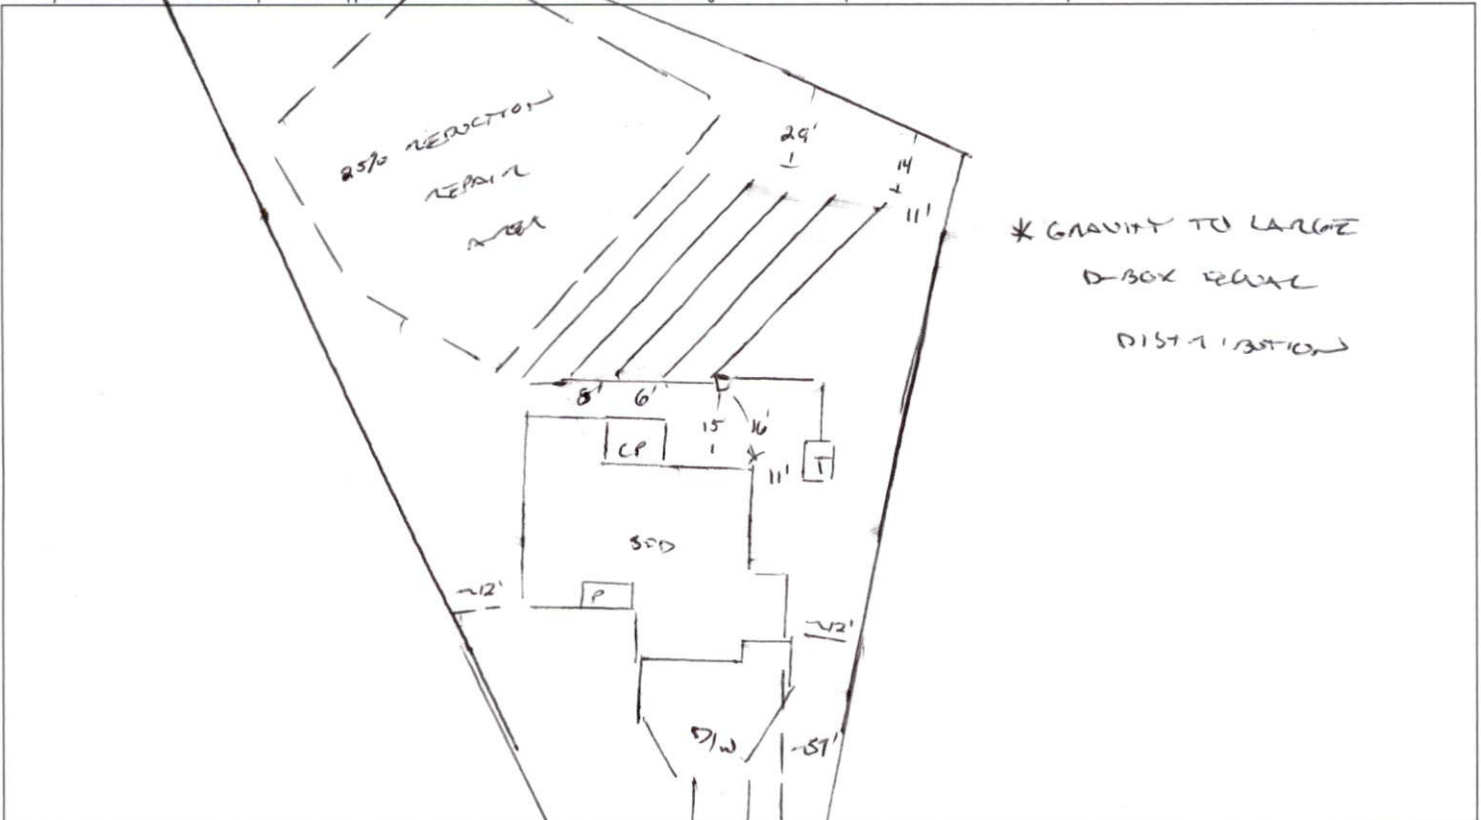 25% REDUCTION
REPAIR
AREA
29'
14
11'
* GRAVITY TO LARGE
D-BOX EQUAL
DISTRIBUTION
8'
6'
15
16'
CP
11'
T
SFD
~12'
P
~12'
D/W